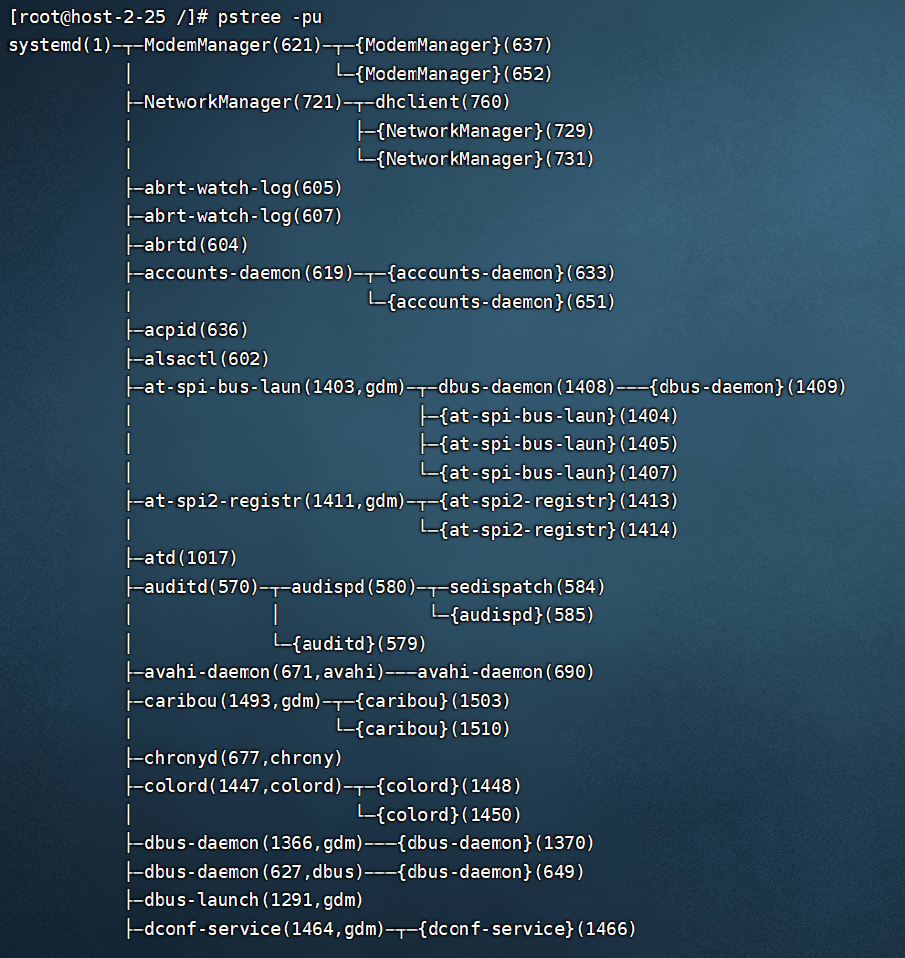 [root@host-2-25 /]# pstree -pu
systemd(1)─┬─ModemManager(621)─┬─{ModemManager}(637)
           │                   └─{ModemManager}(652)
           ├─NetworkManager(721)─┬─dhclient(760)
           │                     ├─{NetworkManager}(729)
           │                     └─{NetworkManager}(731)
           ├─abrt-watch-log(605)
           ├─abrt-watch-log(607)
           ├─abrtd(604)
           ├─accounts-daemon(619)─┬─{accounts-daemon}(633)
           │                      └─{accounts-daemon}(651)
           ├─acpid(636)
           ├─alsactl(602)
           ├─at-spi-bus-laun(1403,gdm)─┬─dbus-daemon(1408)───{dbus-daemon}(1409)
           │                           ├─{at-spi-bus-laun}(1404)
           │                           ├─{at-spi-bus-laun}(1405)
           │                           └─{at-spi-bus-laun}(1407)
           ├─at-spi2-registr(1411,gdm)─┬─{at-spi2-registr}(1413)
           │                           └─{at-spi2-registr}(1414)
           ├─atd(1017)
           ├─auditd(570)─┬─audispd(580)─┬─sedispatch(584)
           │             │              └─{audispd}(585)
           │             └─{auditd}(579)
           ├─avahi-daemon(671,avahi)───avahi-daemon(690)
           ├─caribou(1493,gdm)─┬─{caribou}(1503)
           │                   └─{caribou}(1510)
           ├─chronyd(677,chrony)
           ├─colord(1447,colord)─┬─{colord}(1448)
           │                     └─{colord}(1450)
           ├─dbus-daemon(1366,gdm)───{dbus-daemon}(1370)
           ├─dbus-daemon(627,dbus)───{dbus-daemon}(649)
           ├─dbus-launch(1291,gdm)
           ├─dconf-service(1464,gdm)─┬─{dconf-service}(1466)